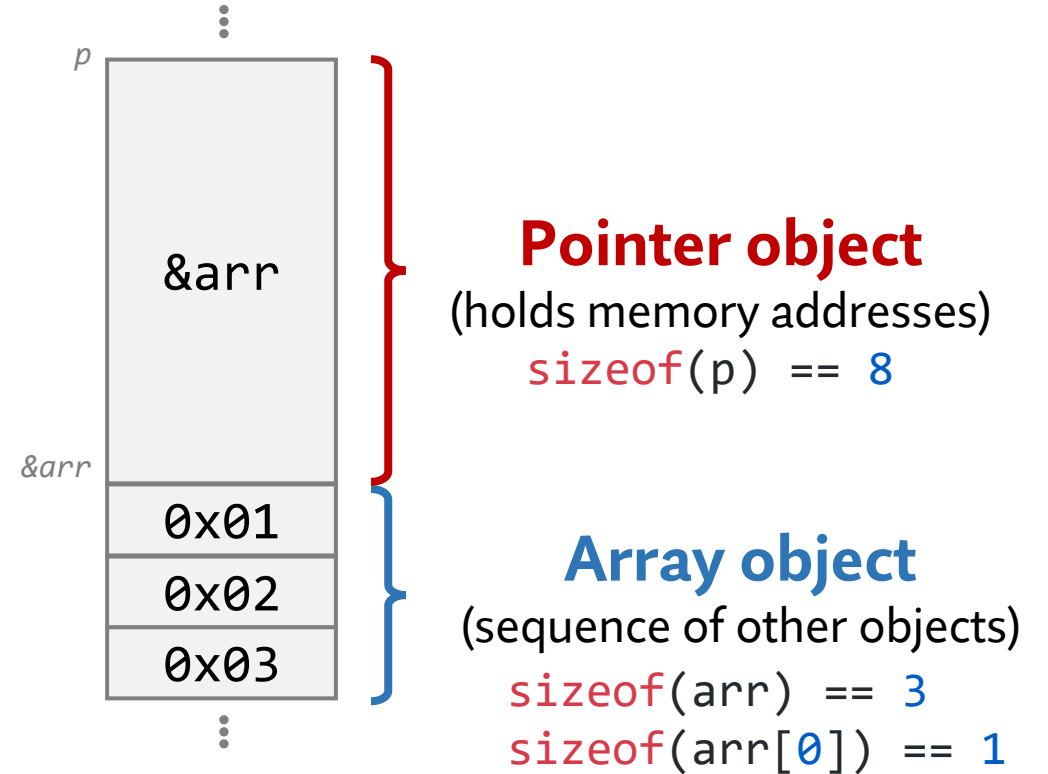 p
&arr
Pointer object
(holds memory addresses)
sizeof(p) == 8
&arr
0x01
0x02
0x03
Array object
(sequence of other objects)
sizeof(arr) == 3
sizeof(arr[0]) == 1